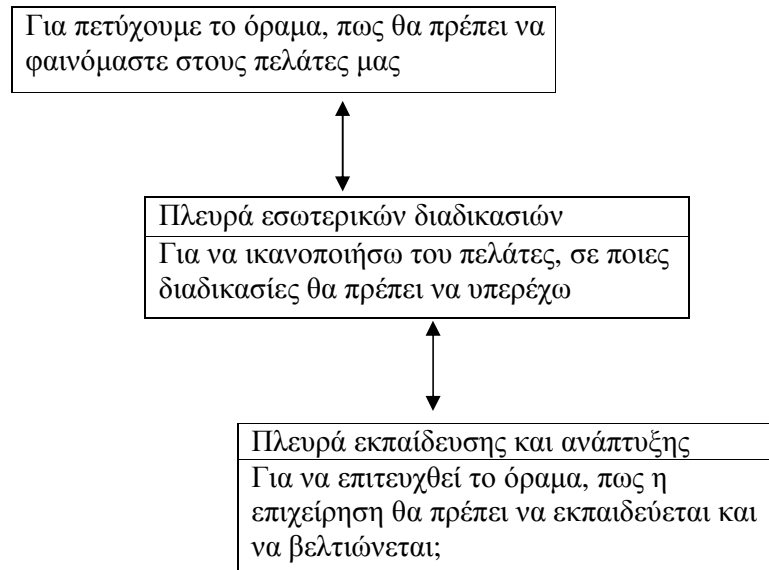 Για πετύχουμε το όραμα, πως θα πρέπει να
φαινόμαστε στους πελάτες μας
Πλευρά εσωτερικών διαδικασιών
Για να ικανοποιήσω του πελάτες, σε ποιες
διαδικασίες θα πρέπει να υπερέχω
Πλευρά εκπαίδευσης και ανάπτυξης
Για να επιτευχθεί το όραμα, πως η
επιχείρηση θα πρέπει να εκπαιδεύεται και
να βελτιώνεται;